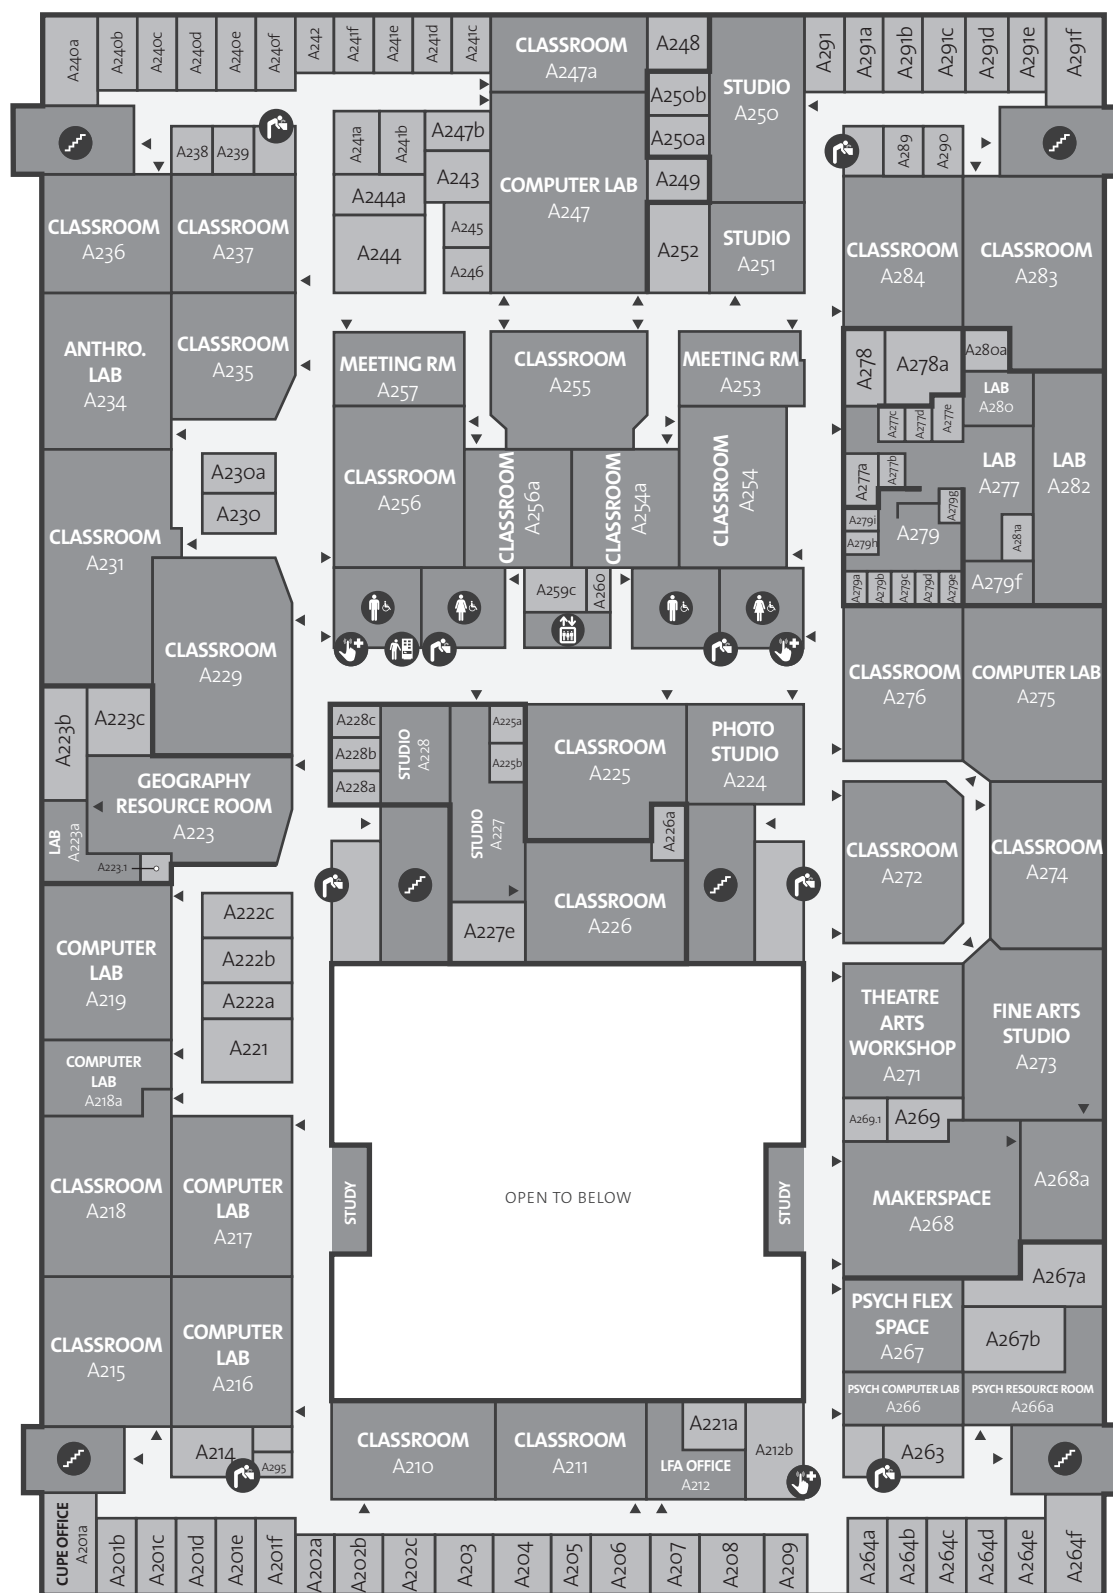 A240a
A240b
A240c
A240d
A240e
A240f
A242
A241f
A241e
A241d
A241c
CLASSROOM
A247a
A248
STUDIO
A250
A291
A291a
A291b
A291c
A291d
A291e
A291f
A250b
A250a
A249
A238
A239
A241a
A241b
A247b
A243
A244a
A244
A245
A246
COMPUTER LAB
A247
A252
STUDIO
A251
A289
A290
CLASSROOM
A236
CLASSROOM
A237
CLASSROOM
A284
CLASSROOM
A283
ANTHRO.
LAB
A234
CLASSROOM
A235
MEETING RM
A257
CLASSROOM
A255
MEETING RM
A253
A278
A278a
A280a
LAB
A280
A277c
A277d
A277e
A277a
A277b
LAB
A277
LAB
A282
A230a
A230
CLASSROOM
A256
CLASSROOM
A256a
CLASSROOM
A254a
CLASSROOM
A254
A279i
A279h
A279
A279g
A281a
A279a
A279b
A279c
A279d
A279e
A279f
CLASSROOM
A231
A259c
A260
CLASSROOM
A229
CLASSROOM
A276
COMPUTER LAB
A275
A223b
A223c
A228c
A228b
A228a
STUDIO
A228
A225a
A225b
STUDIO
A227
CLASSROOM
A225
PHOTO
STUDIO
A224
GEOGRAPHY
RESOURCE ROOM
A223
LAB
A223a
A223.1
A226a
CLASSROOM
A226
A227e
CLASSROOM
A272
CLASSROOM
A274
COMPUTER
LAB
A219
A222c
A222b
A222a
A221
THEATRE
ARTS
WORKSHOP
A271
FINE ARTS
STUDIO
A273
COMPUTER
LAB
A218a
A269.1
A269
CLASSROOM
A218
COMPUTER
LAB
A217
STUDY
OPEN TO BELOW
STUDY
MAKERSPACE
A268
A268a
A267a
PSYCH FLEX
SPACE
A267
A267b
CLASSROOM
A215
COMPUTER
LAB
A216
PSYCH COMPUTER LAB
A266
PSYCH RESOURCE ROOM
A266a
A214
A295
CLASSROOM
A210
CLASSROOM
A211
A221a
LFA OFFICE
A212
A212b
A263
CUPE OFFICE
A201a
A201b
A201c
A201d
A201e
A201f
A202a
A202b
A202c
A203
A204
A205
A206
A207
A208
A209
A264a
A264b
A264c
A264d
A264e
A264f